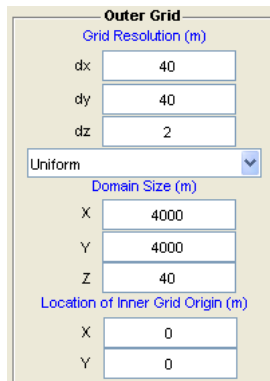 Outer Grid
Grid Resolution (m)
dx 40
dy 40
dz 2
Uniform
Domain Size (m)
X 4000
Y 4000
Z 40
Location of Inner Grid Origin (m)
X 0
Y 0